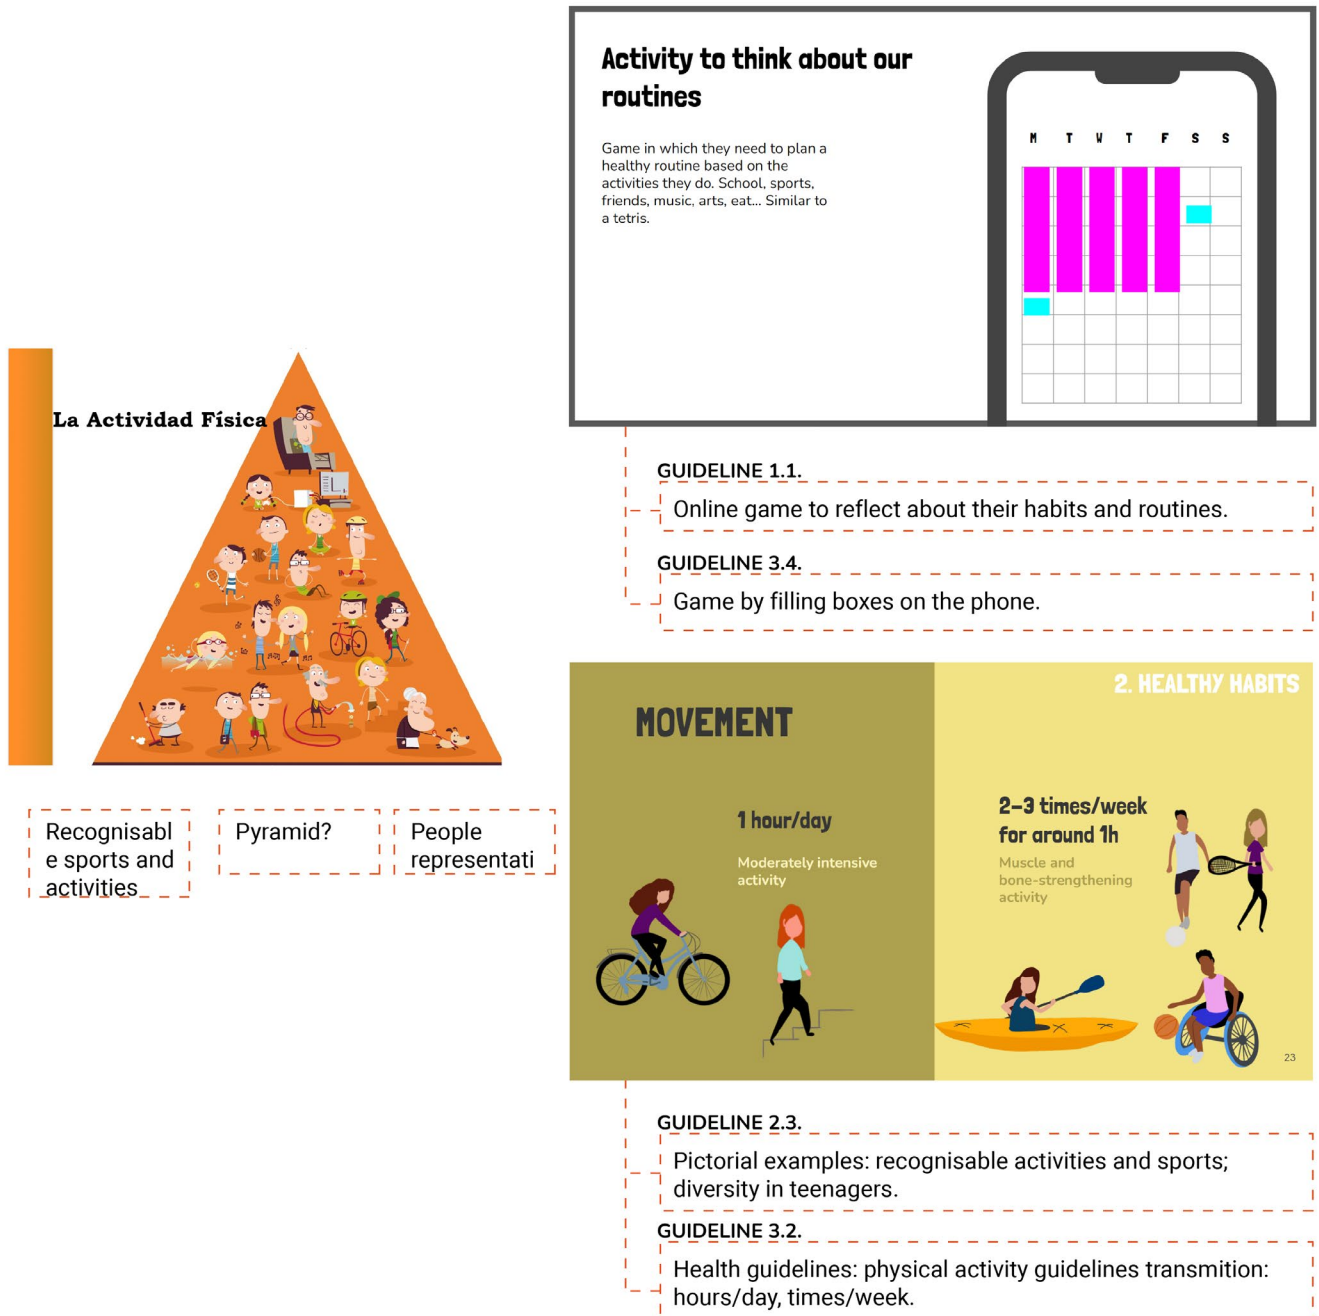 La Actividad Física
Recognisabl
e sports and
activities
Pyramid?
People
representati
Activity to think about our
routines
Game in which they need to plan a
healthy routine based on the
activities they do. School, sports,
friends, music, arts, eat... Similar to
a tetris.
M T W T F S S
GUIDELINE 1.1.
Online game to reflect about their habits and routines.
GUIDELINE 3.4.
Game by filling boxes on the phone.
2. HEALTHY HABITS
MOVEMENT
1 hour/day
Moderately intensive
activity
2-3 times/week
for around 1h
Muscle and
bone-strengthening
activity
23
GUIDELINE 2.3.
Pictorial examples: recognisable activities and sports;
diversity in teenagers.
GUIDELINE 3.2.
Health guidelines: physical activity guidelines transmition:
hours/day, times/week.